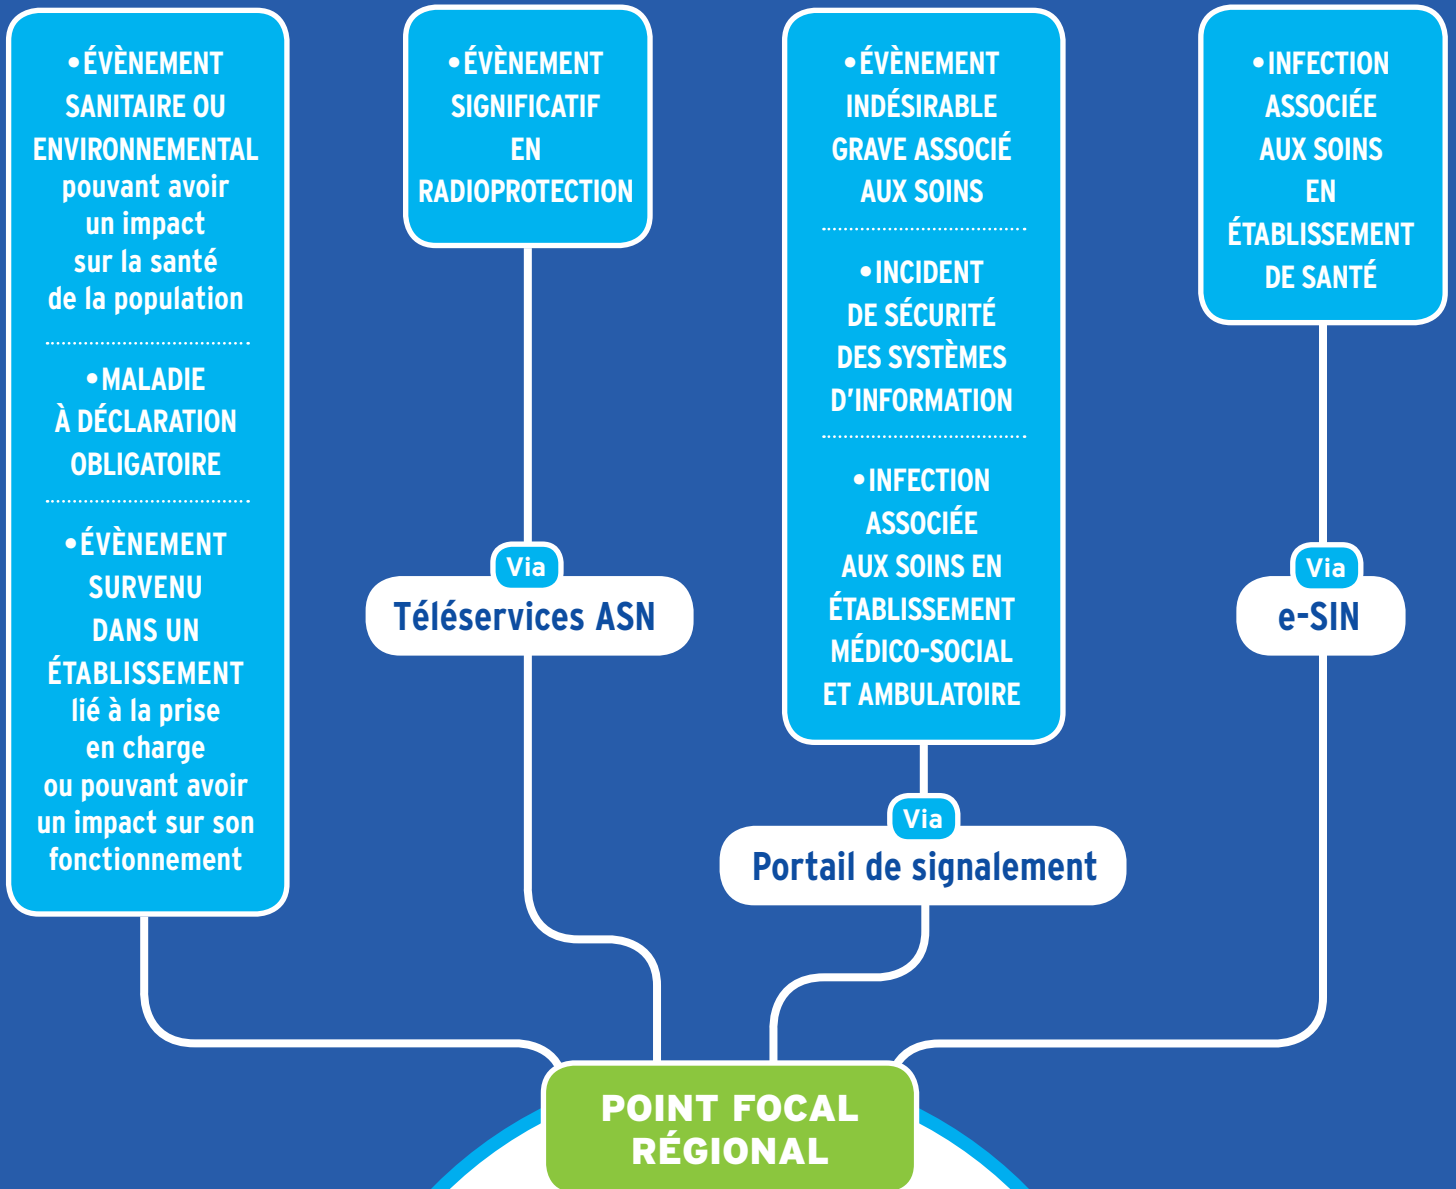 •ÉVÈNEMENT
SANITAIRE OU
ENVIRONNEMENTAL
pouvant avoir
un impact
sur la santé
de la population
•MALADIE
À DÉCLARATION
OBLIGATOIRE
•ÉVÈNEMENT
SURVENU
DANS UN
ÉTABLISSEMENT
lié à la prise
en charge
ou pouvant avoir
un impact sur son
fonctionnement
•ÉVÈNEMENT
SIGNIFICATIF
EN
RADIOPROTECTION
Via
Téléservices ASN
•ÉVÈNEMENT
INDÉSIRABLE
GRAVE ASSOCIÉ
AUX SOINS
•INCIDENT
DE SÉCURITÉ
DES SYSTÈMES
D'INFORMATION
•INFECTION
ASSOCIÉE
AUX SOINS EN
ÉTABLISSEMENT
MÉDICO-SOCIAL
ET AMBULATOIRE
Via
Portail de signalement
•INFECTION
ASSOCIÉE
AUX SOINS
EN
ÉTABLISSEMENT
DE SANTÉ
Via
e-SIN
POINT FOCAL
RÉGIONAL